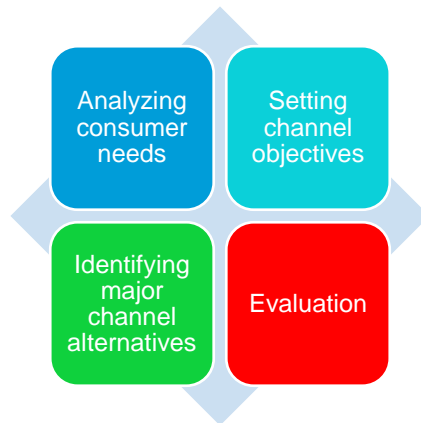 Analyzing
consumer
needs
Setting
channel
objectives
Identifying
major
channel
alternatives
Evaluation